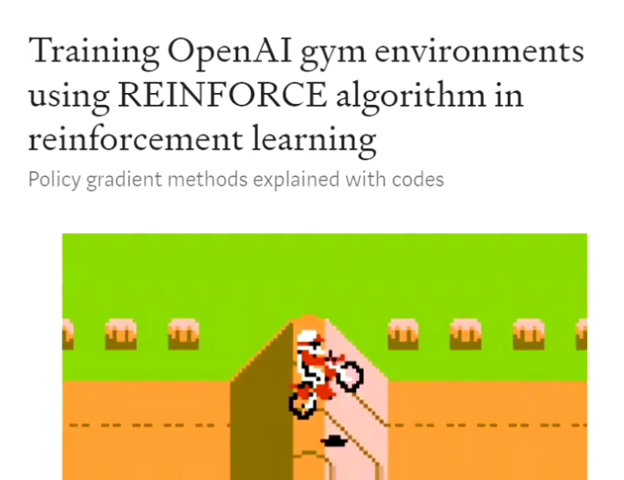 Training OpenAI gym environments
using REINFORCE algorithm in
reinforcement learning
Policy gradient methods explained with codes